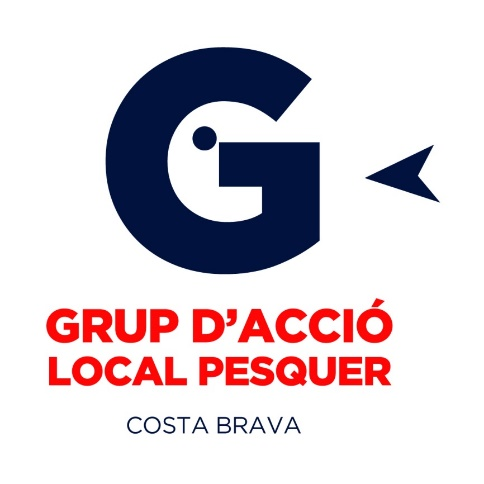 G
GRUP D’ACCIÓ
LOCAL PESQUER
COSTA BRAVA